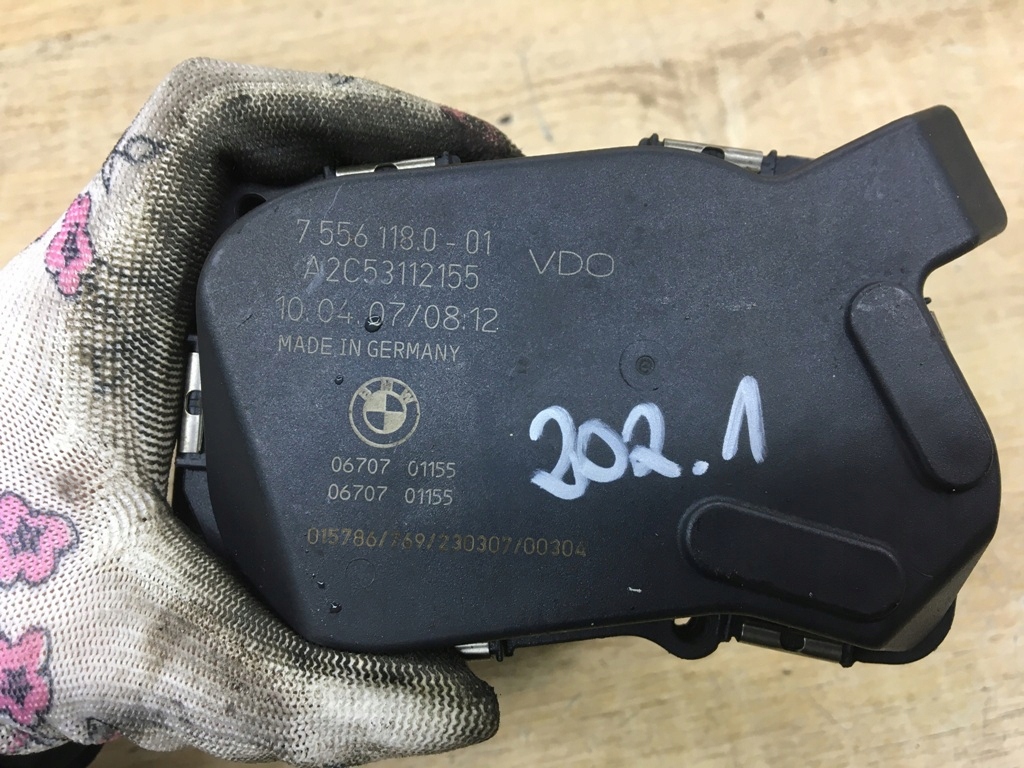 7 556 118.0 - 01
A2C53112155
10.04.07/08:12
MADE IN GERMANY
VDO
BMW
06707 01155
06707 01155
015786/769/230307/00304
202.1